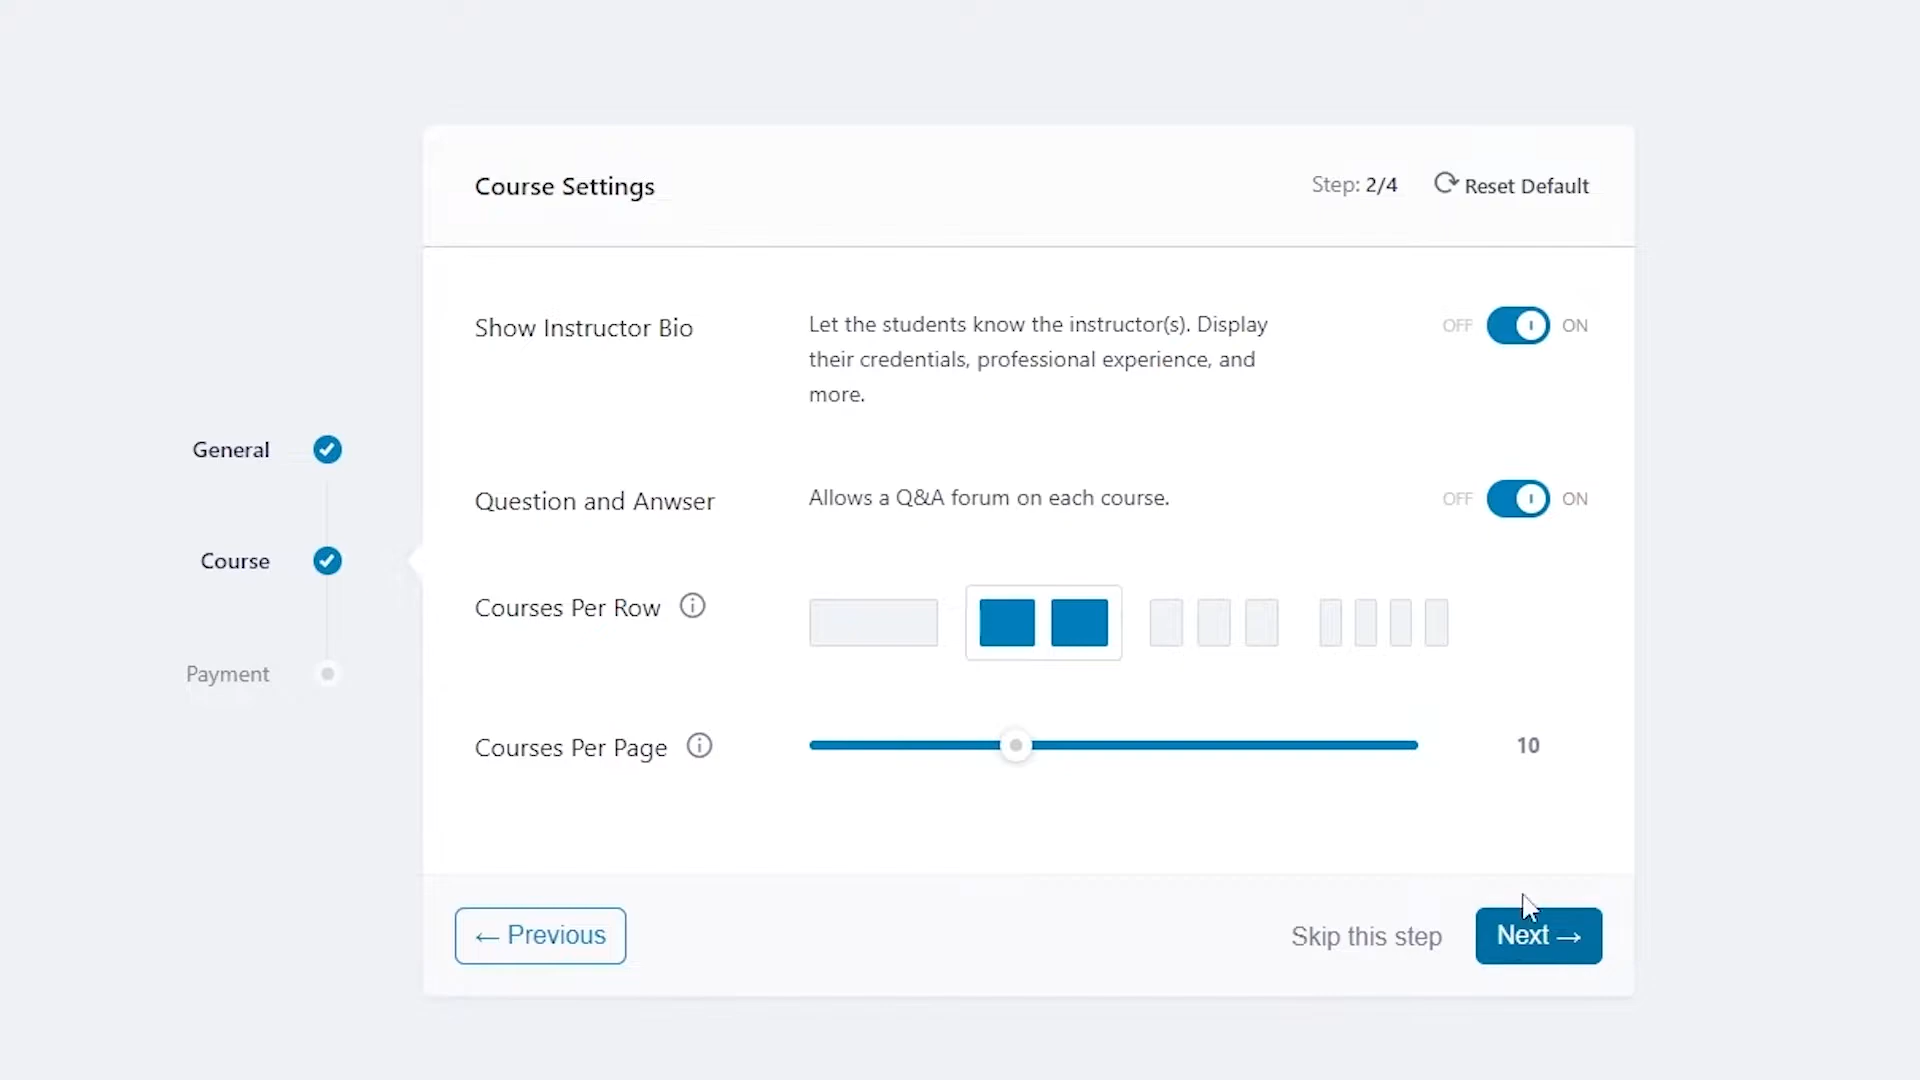 Course Settings
Step: 2/4
Reset Default
Show Instructor Bio
Let the students know the instructor(s). Display
their credentials, professional experience, and
more.
OFF
ON
General
Question and Anwser
Allows a Q&A forum on each course.
OFF
ON
Course
Courses Per Row
Payment
Courses Per Page
10
← Previous
Skip this step
Next →